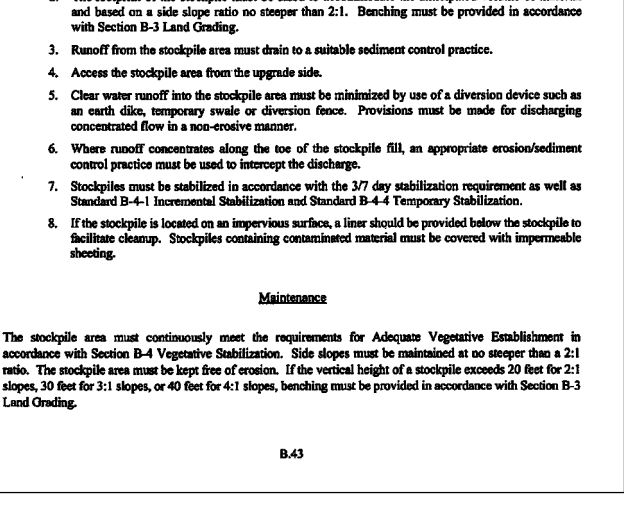 and based on a side slope ratio no steeper than 2:1. Benching must be provided in accordance
with Section B-3 Land Grading.
3. Runoff from the stockpile area must drain to a suitable sediment control practice.
4. Access the stockpile area from the upgrade side.
5. Clear water runoff into the stockpile area must be minimized by use of a diversion device such as
an earth dike, temporary swale or diversion fence. Provisions must be made for discharging
concentrated flow in a non-erosive manner.
6. Where runoff concentrates along the toe of the stockpile fill, an appropriate erosion/sediment
control practice must be used to intercept the discharge.
7. Stockpiles must be stabilized in accordance with the 3/7 day stabilization requirement as well as
Standard B-4-1 Incremental Stabilization and Standard B-4-4 Temporary Stabilization.
8. If the stockpile is located on an impervious surface, a liner should be provided below the stockpile to
facilitate cleanup. Stockpiles containing contaminated material must be covered with impermeable
sheeting.
Maintenance
The stockpile area must continuously meet the requirements for Adequate Vegetative Establishment in
accordance with Section B-4 Vegetative Stabilization. Side slopes must be maintained at no steeper than a 2:1
ratio. The stockpile area must be kept free of erosion. If the vertical height of a stockpile exceeds 20 feet for 2:1
slopes, 30 feet for 3:1 slopes, or 40 feet for 4:1 slopes, benching must be provided in accordance with Section B-3
Land Grading.
B.43